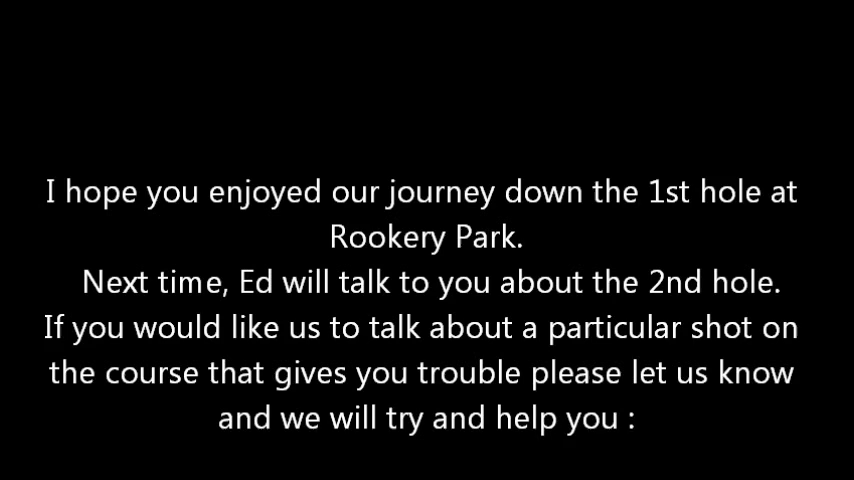 I hope you enjoyed our journey down the 1st hole at
Rookery Park.
Next time, Ed will talk to you about the 2nd hole.
If you would like us to talk about a particular shot on
the course that gives you trouble please let us know
and we will try and help you :